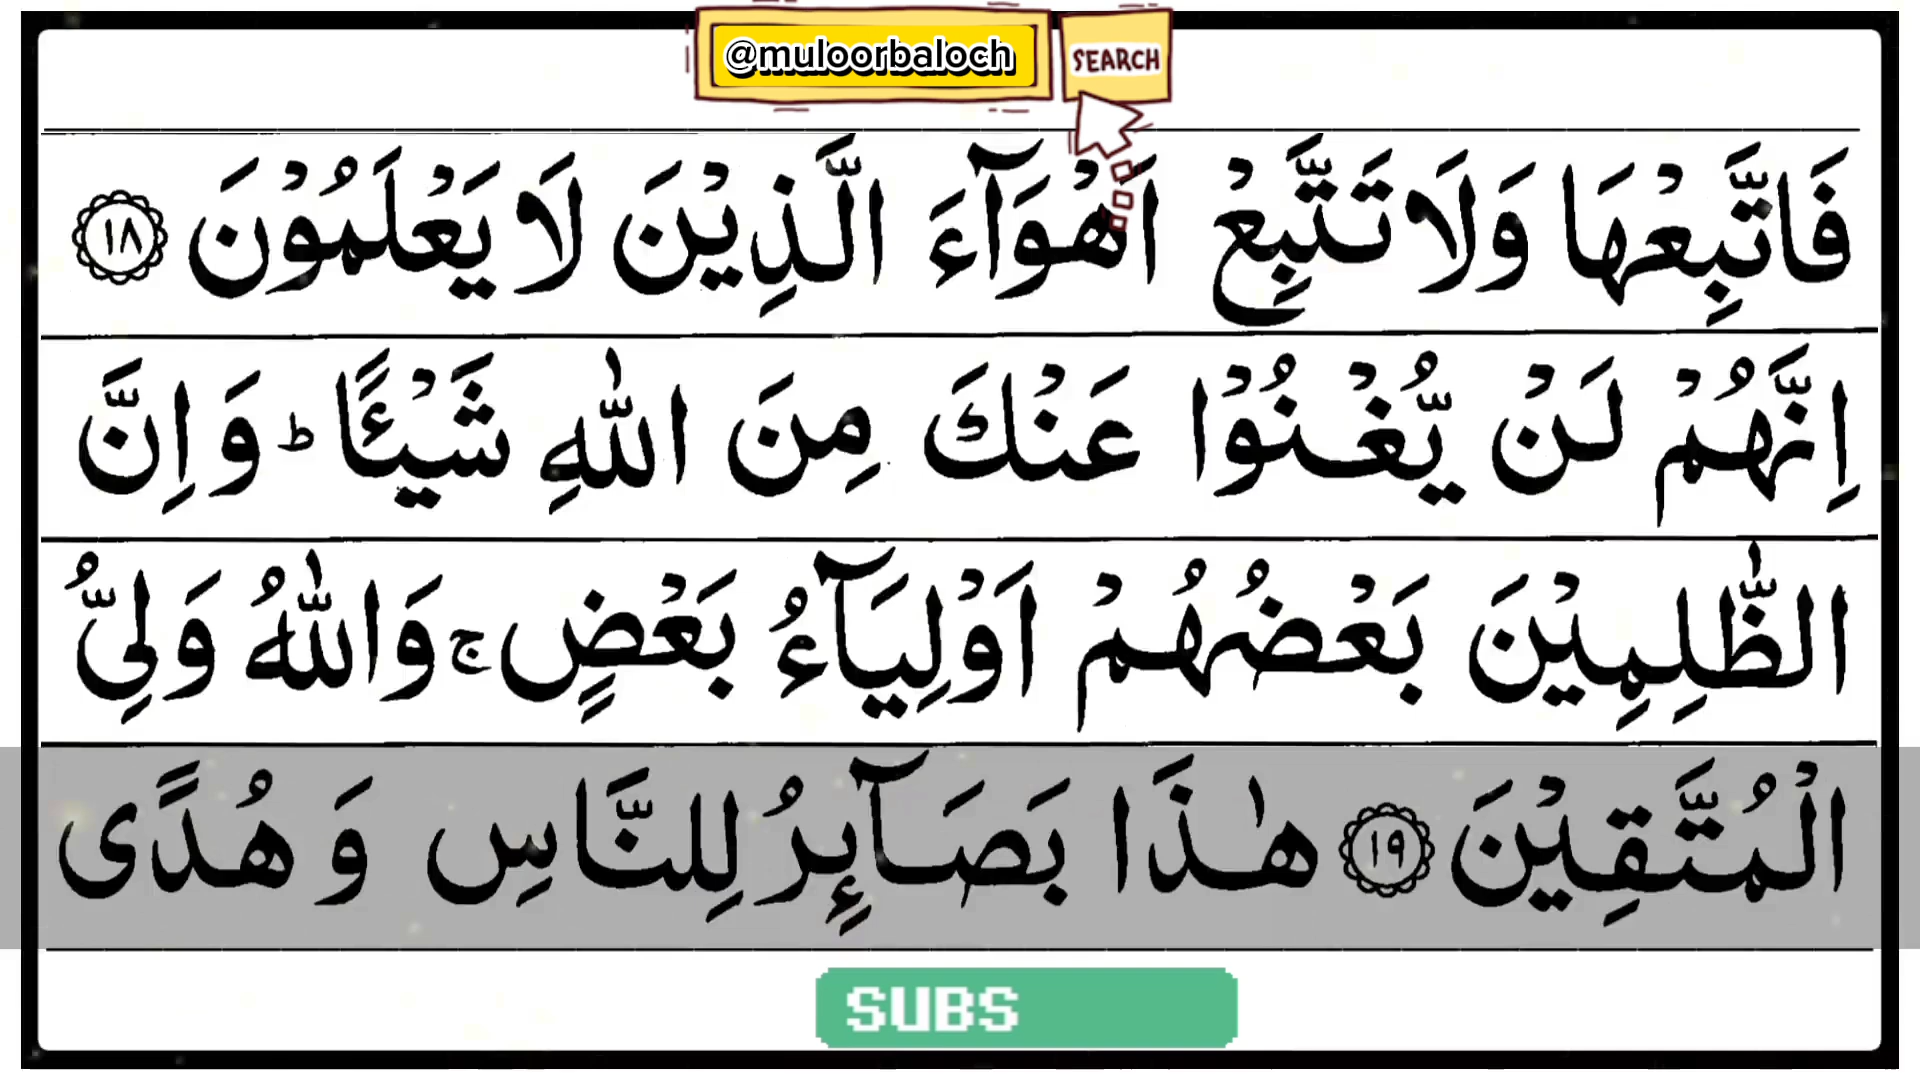 @muloorbaloch
SEARCH
فَاتَّبِعْهَا وَلَا تَتَّبِعْ اَهْوَآءَ الَّذِيْنَ لَا يَعْلَمُوْنَ ۝۱۸
اِنَّهُمْ لَنْ يُّغْنُوْا عَنْكَ مِنَ اللّٰهِ شَيْـًٔا ؕ وَ اِنَّ
الظّٰلِمِيْنَ بَعْضُهُمْ اَوْلِيَآءُ بَعْضٍ ۚ وَاللّٰهُ وَلِيُّ
الْمُتَّقِيْنَ ۝۱۹ هٰذَا بَصَآئِرُ لِلنَّاسِ وَ هُدًى
SUBS